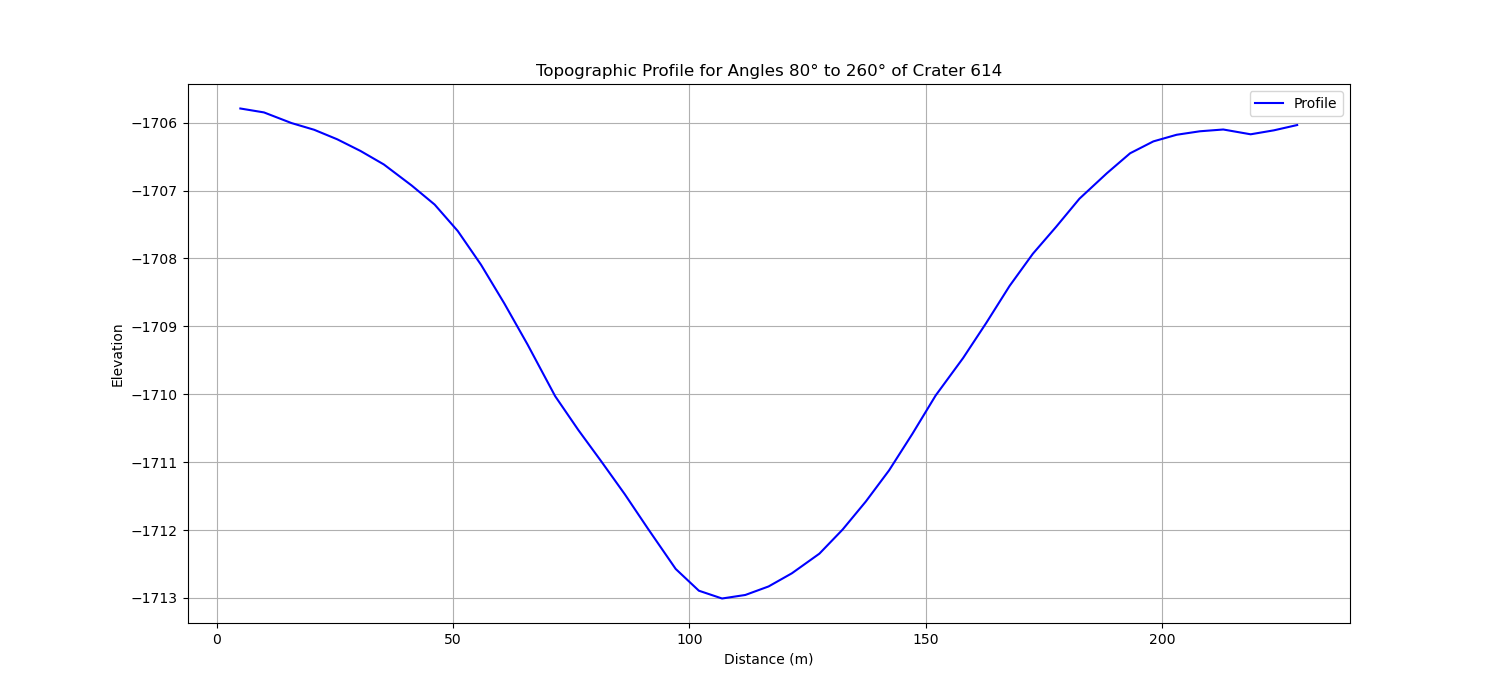 Topographic Profile for Angles 80° to 260° of Crater 614
Profile
−1706
−1707
−1708
−1709
−1710
−1711
−1712
−1713
Elevation
0 50 100 150 200
Distance (m)